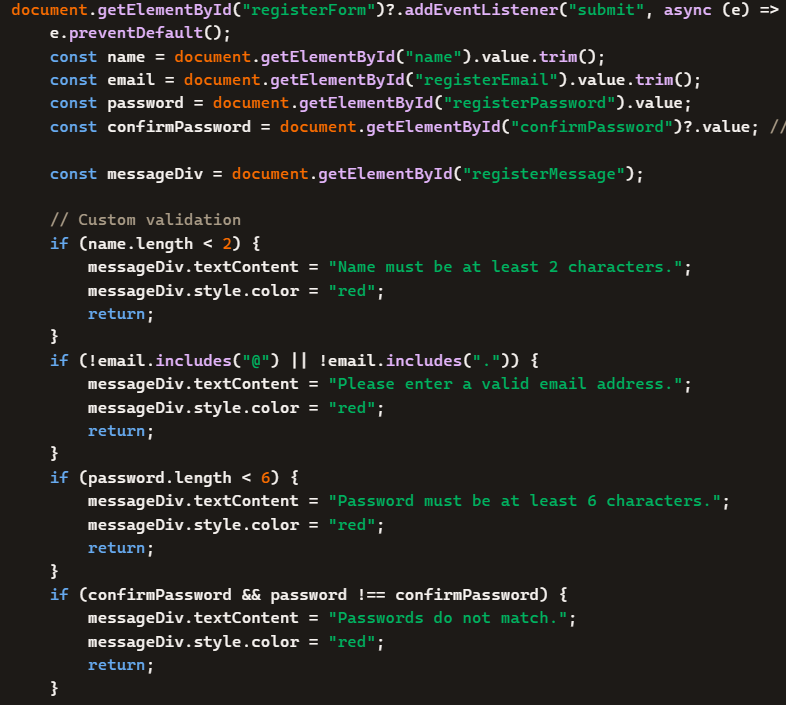 document.getElementById("registerForm")?.addEventListener("submit", async (e) =>
    e.preventDefault();
    const name = document.getElementById("name").value.trim();
    const email = document.getElementById("registerEmail").value.trim();
    const password = document.getElementById("registerPassword").value;
    const confirmPassword = document.getElementById("confirmPassword")?.value; //

    const messageDiv = document.getElementById("registerMessage");

    // Custom validation
    if (name.length < 2) {
        messageDiv.textContent = "Name must be at least 2 characters.";
        messageDiv.style.color = "red";
        return;
    }
    if (!email.includes("@") || !email.includes(".")) {
        messageDiv.textContent = "Please enter a valid email address.";
        messageDiv.style.color = "red";
        return;
    }
    if (password.length < 6) {
        messageDiv.textContent = "Password must be at least 6 characters.";
        messageDiv.style.color = "red";
        return;
    }
    if (confirmPassword && password !== confirmPassword) {
        messageDiv.textContent = "Passwords do not match.";
        messageDiv.style.color = "red";
        return;
    }